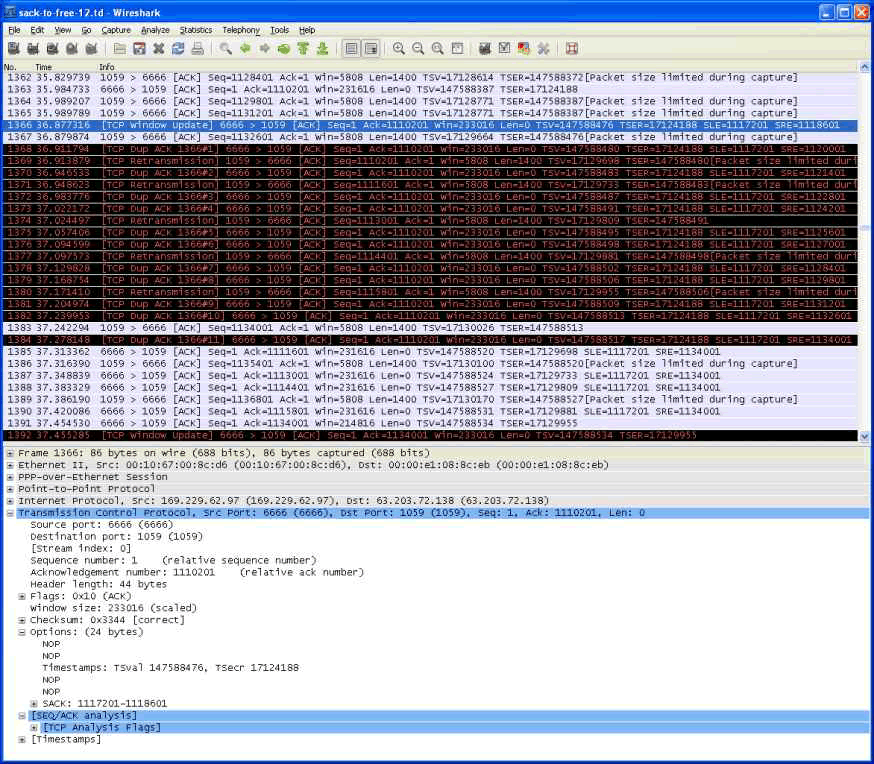 sack-to-free-12.td - Wireshark
File Edit View Go Capture Analyze Statistics Telephony Tools Help
No. Time Info
1362 35.829739 1059 > 6666 [ACK] Seq=1128401 Ack=1 Win=5808 Len=1400 TSV=17128614 TSER=147588372[Packet size limited during capture]
1363 35.984733 6666 > 1059 [ACK] Seq=1 Ack=1110201 Win=231616 Len=0 TSV=147588387 TSER=17124188
1364 35.989207 1059 > 6666 [ACK] Seq=1129801 Ack=1 Win=5808 Len=1400 TSV=17128771 TSER=147588387[Packet size limited during capture]
1365 35.989789 1059 > 6666 [ACK] Seq=1131201 Ack=1 Win=5808 Len=1400 TSV=17128771 TSER=147588387[Packet size limited during capture]
1366 36.877316 [TCP Window Update] 6666 > 1059 [ACK] Seq=1 Ack=1110201 Win=233016 Len=0 TSV=147588476 TSER=17124188 SLE=1117201 SRE=1118601
1367 36.879874 1059 > 6666 [ACK] Seq=1132601 Ack=1 Win=5808 Len=1400 TSV=17129664 TSER=147588476[Packet size limited during capture]
1368 36.911794 [TCP Dup ACK 1366#1] 6666 > 1059 [ACK] Seq=1 Ack=1110201 Win=233016 Len=0 TSV=147588480 TSER=17124188 SLE=1117201 SRE=1120001
1369 36.913879 [TCP Retransmission] 1059 > 6666 [ACK] Seq=1110201 Ack=1 Win=5808 Len=1400 TSV=17129698 TSER=147588480[Packet size limited duri
1370 36.946533 [TCP Dup ACK 1366#2] 6666 > 1059 [ACK] Seq=1 Ack=1110201 Win=233016 Len=0 TSV=147588483 TSER=17124188 SLE=1117201 SRE=1121401
1371 36.948623 [TCP Retransmission] 1059 > 6666 [ACK] Seq=1111601 Ack=1 Win=5808 Len=1400 TSV=17129733 TSER=147588483[Packet size limited duri
1372 36.983776 [TCP Dup ACK 1366#3] 6666 > 1059 [ACK] Seq=1 Ack=1110201 Win=233016 Len=0 TSV=147588487 TSER=17124188 SLE=1117201 SRE=1122801
1373 37.022172 [TCP Dup ACK 1366#4] 6666 > 1059 [ACK] Seq=1 Ack=1110201 Win=233016 Len=0 TSV=147588491 TSER=17124188 SLE=1117201 SRE=1124201
1374 37.024497 [TCP Retransmission] 1059 > 6666 [ACK] Seq=1113001 Ack=1 Win=5808 Len=1400 TSV=17129809 TSER=147588491
1375 37.057406 [TCP Dup ACK 1366#5] 6666 > 1059 [ACK] Seq=1 Ack=1110201 Win=233016 Len=0 TSV=147588495 TSER=17124188 SLE=1117201 SRE=1125601
1376 37.094599 [TCP Dup ACK 1366#6] 6666 > 1059 [ACK] Seq=1 Ack=1110201 Win=233016 Len=0 TSV=147588498 TSER=17124188 SLE=1117201 SRE=1127001
1377 37.097573 [TCP Retransmission] 1059 > 6666 [ACK] Seq=1114401 Ack=1 Win=5808 Len=1400 TSV=17129881 TSER=147588498[Packet size limited duri
1378 37.129828 [TCP Dup ACK 1366#7] 6666 > 1059 [ACK] Seq=1 Ack=1110201 Win=233016 Len=0 TSV=147588502 TSER=17124188 SLE=1117201 SRE=1128401
1379 37.168754 [TCP Dup ACK 1366#8] 6666 > 1059 [ACK] Seq=1 Ack=1110201 Win=233016 Len=0 TSV=147588506 TSER=17124188 SLE=1117201 SRE=1129801
1380 37.171410 [TCP Retransmission] 1059 > 6666 [ACK] Seq=1115801 Ack=1 Win=5808 Len=1400 TSER=147588506[Packet size limited duri
1381 37.204974 [TCP Dup ACK 1366#9] 6666 > 1059 [ACK] Seq=1 Ack=1110201 Win=233016 Len=0 TSV=147588509 TSER=17124188 SLE=1117201 SRE=1131201
1382 37.239953 [TCP Dup ACK 1366#10] 6666 > 1059 [ACK] Seq=1 Ack=1110201 Win=233016 Len=0 TSV=147588513 TSER=17124188 SLE=1117201 SRE=1132601
1383 37.242294 1059 > 6666 [ACK] Seq=1134001 Ack=1 Win=5808 Len=1400 TSV=17130026 TSER=147588513
1384 37.278148 [TCP Dup ACK 1366#11] 6666 > 1059 [ACK] Seq=1 Ack=1110201 Win=233016 Len=0 TSV=147588517 TSER=17124188 SLE=1117201 SRE=1134001
1385 37.313362 6666 > 1059 [ACK] Seq=1 Ack=1111601 Win=231616 Len=0 TSV=147588520 TSER=17129698 SLE=1117201 SRE=1134001
1386 37.316390 1059 > 6666 [ACK] Seq=1135401 Ack=1 Win=5808 Len=1400 TSV=17130100 TSER=147588520[Packet size limited during capture]
1387 37.348839 6666 > 1059 [ACK] Seq=1 Ack=1113001 Win=231616 Len=0 TSV=147588524 TSER=17129733 SLE=1117201 SRE=1134001
1388 37.383329 6666 > 1059 [ACK] Seq=1 Ack=1114401 Win=231616 Len=0 TSV=147588527 TSER=17129809 SLE=1117201 SRE=1134001
1389 37.386190 1059 > 6666 [ACK] Seq=1136801 Ack=1 Win=5808 Len=1400 TSV=17130170 TSER=147588527[Packet size limited during capture]
1390 37.420086 6666 > 1059 [ACK] Seq=1 Ack=1115801 Win=231616 Len=0 TSV=147588531 TSER=17129881 SLE=1117201 SRE=1134001
1391 37.454530 6666 > 1059 [ACK] Seq=1 Ack=1134001 Win=214816 Len=0 TSV=147588534 TSER=17129955
1392 37.455285 [TCP Window Update] 6666 > 1059 [ACK] Seq=1 Ack=1134001 Win=233016 Len=0 TSV=147588534 TSER=17129955
Frame 1366: 86 bytes on wire (688 bits), 86 bytes captured (688 bits)
Ethernet II, Src: 00:10:67:00:8c:d6 (00:10:67:00:8c:d6), Dst: 00:00:e1:08:8c:eb (00:00:e1:08:8c:eb)
PPP-over-Ethernet Session
Point-to-Point Protocol
Internet Protocol, Src: 169.229.62.97 (169.229.62.97), Dst: 63.203.72.138 (63.203.72.138)
Transmission Control Protocol, Src Port: 6666 (6666), Dst Port: 1059 (1059), Seq: 1, Ack: 1110201, Len: 0
Source port: 6666 (6666)
Destination port: 1059 (1059)
[Stream index: 0]
Sequence number: 1 (relative sequence number)
Acknowledgement number: 1110201 (relative ack number)
Header length: 44 bytes
Flags: 0x10 (ACK)
Window size: 233016 (scaled)
Checksum: 0x3344 [correct]
Options: (24 bytes)
NOP
NOP
Timestamps: TSval 147588476, TSecr 17124188
NOP
NOP
SACK: 1117201-1118601
[SEQ/ACK analysis]
[TCP Analysis Flags]
[Timestamps]